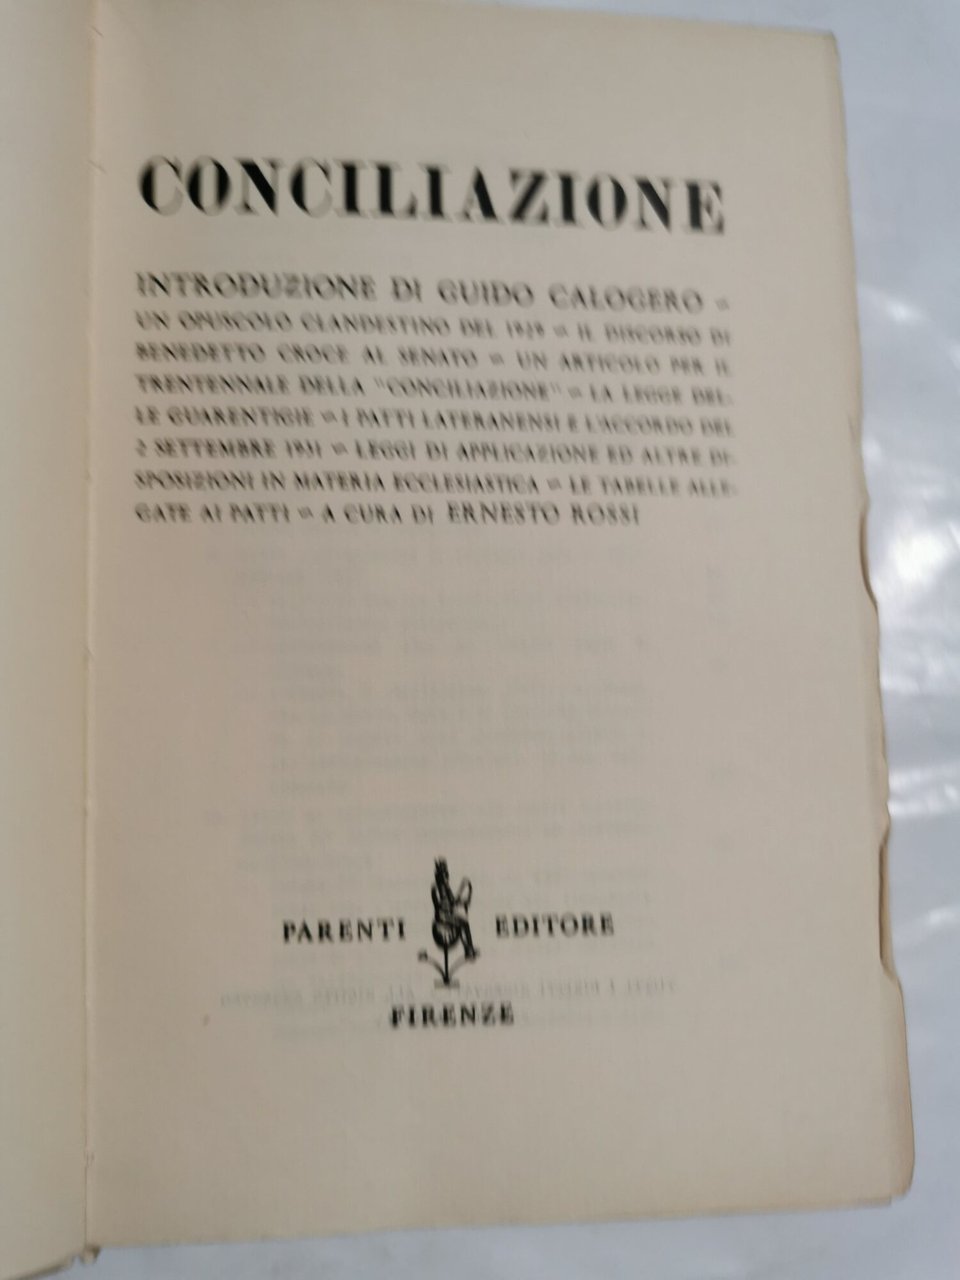 CONCILIAZIONE
INTRODUZIONE DI GUIDO CALOGERO =
UN OPUSCOLO CLANDESTINO DEL 1929 = IL DISCORSO DI
BENEDETTO CROCE AL SENATO = UN ARTICOLO PER IL
TRENTENNALE DELLA "CONCILIAZIONE" = LA LEGGE DEL-
LE GUARENTIGIE = I PATTI LATERANENSI E L'ACCORDO DEL
2 SETTEMBRE 1931 = LEGGI DI APPLICAZIONE ED ALTRE DI-
SPOSIZIONI IN MATERIA ECCLESIASTICA = LE TABELLE ALLE-
GATE AI PATTI = A CURA DI ERNESTO ROSSI
PARENTI EDITORE
FIRENZE